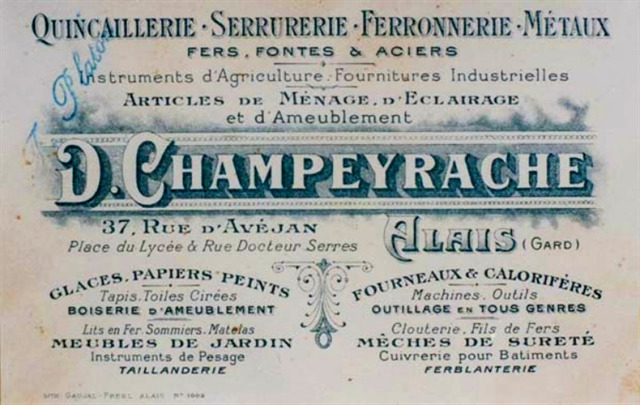 QUINCAILLERIE · SERRURERIE · FERRONNERIE · MÉTAUX
FERS, FONTES & ACIERS
Instruments d'Agriculture. Fournitures Industrielles
ARTICLES DE MÉNAGE, D'ECLAIRAGE
et d'Ameublement
D. CHAMPEYRACHE
37, RUE D'AVÉJAN
Place du Lycée & Rue Docteur Serres
ALAIS (GARD)
GLACES, PAPIERS PEINTS
Tapis. Toiles Cirées
BOISERIE D'AMEUBLEMENT
Lits en Fer. Sommiers. Matelas
MEUBLES DE JARDIN
Instruments de Pesage
TAILLANDERIE
FOURNEAUX & CALORIFÈRES
Machines. Outils
OUTILLAGE EN TOUS GENRES
Clouterie. Fils de Fers
MÈCHES DE SURETÉ
Cuivrerie pour Batiments
FERBLANTERIE
ALAIS